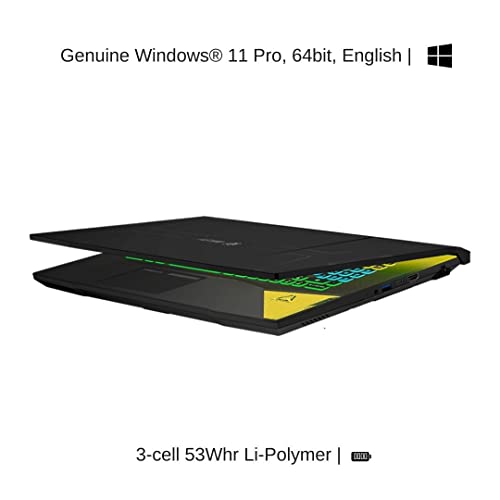 Genuine Windows® 11 Pro, 64bit, English |
3-cell 53Whr Li-Polymer |